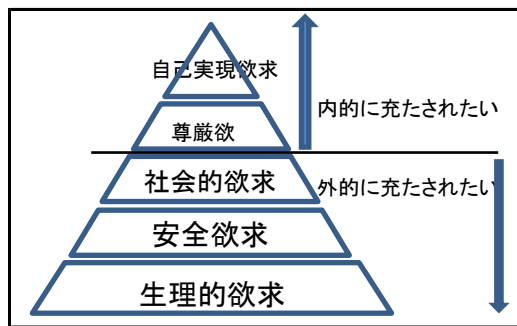 自己実現欲求
内的に充たされたい
尊厳欲
社会的欲求
外的に充たされたい
安全欲求
生理的欲求